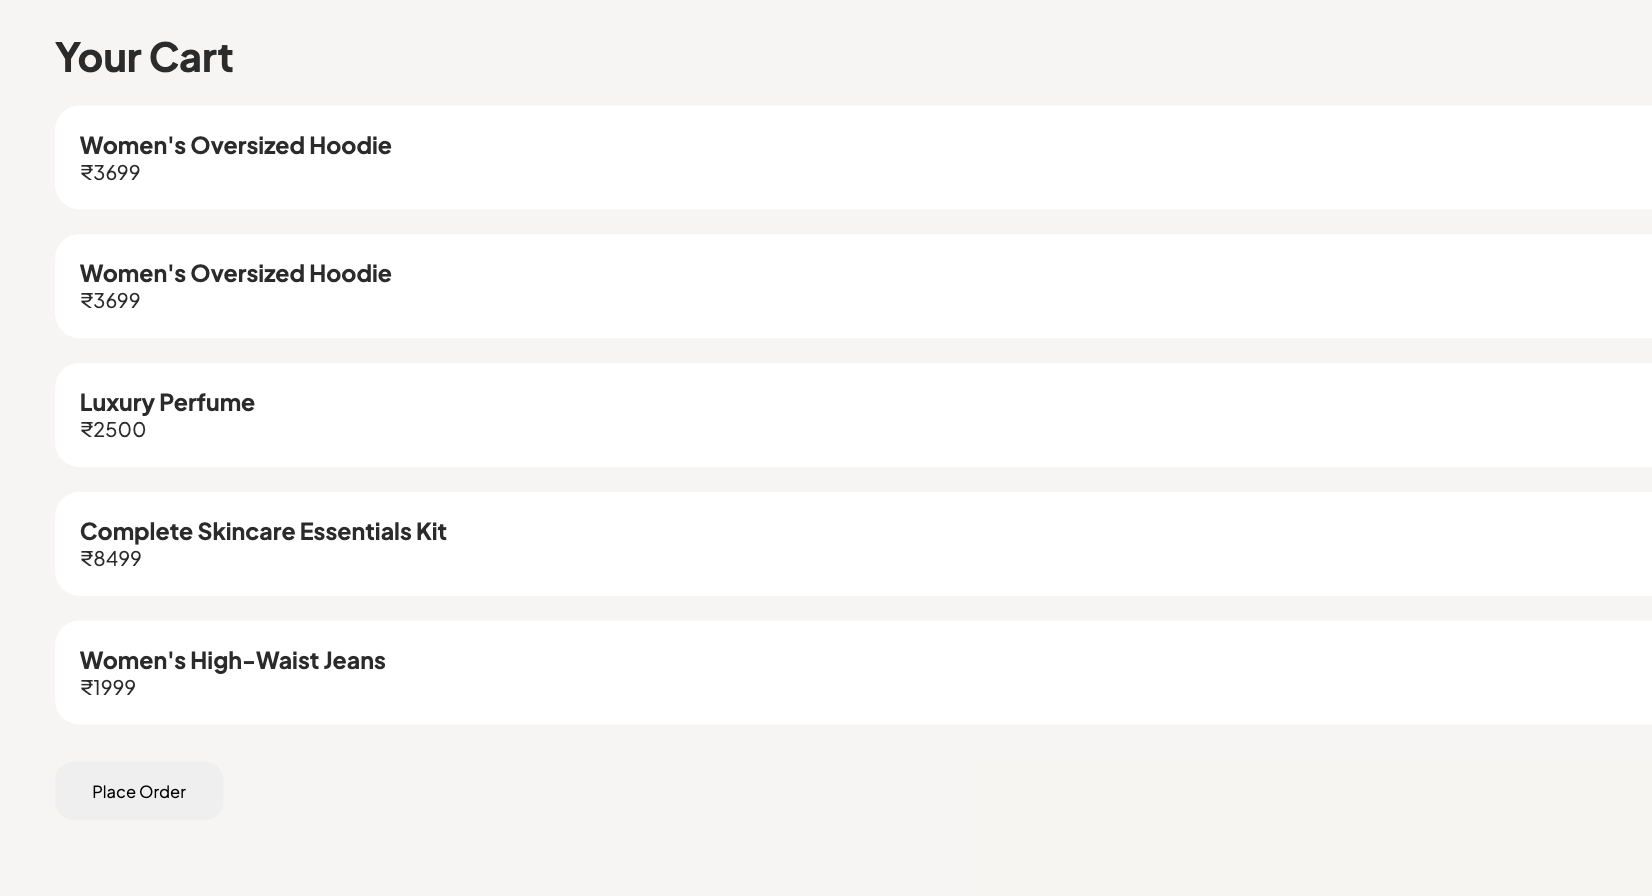 Your Cart
Women's Oversized Hoodie
₹3699
Women's Oversized Hoodie
₹3699
Luxury Perfume
₹2500
Complete Skincare Essentials Kit
₹8499
Women's High-Waist Jeans
₹1999
Place Order